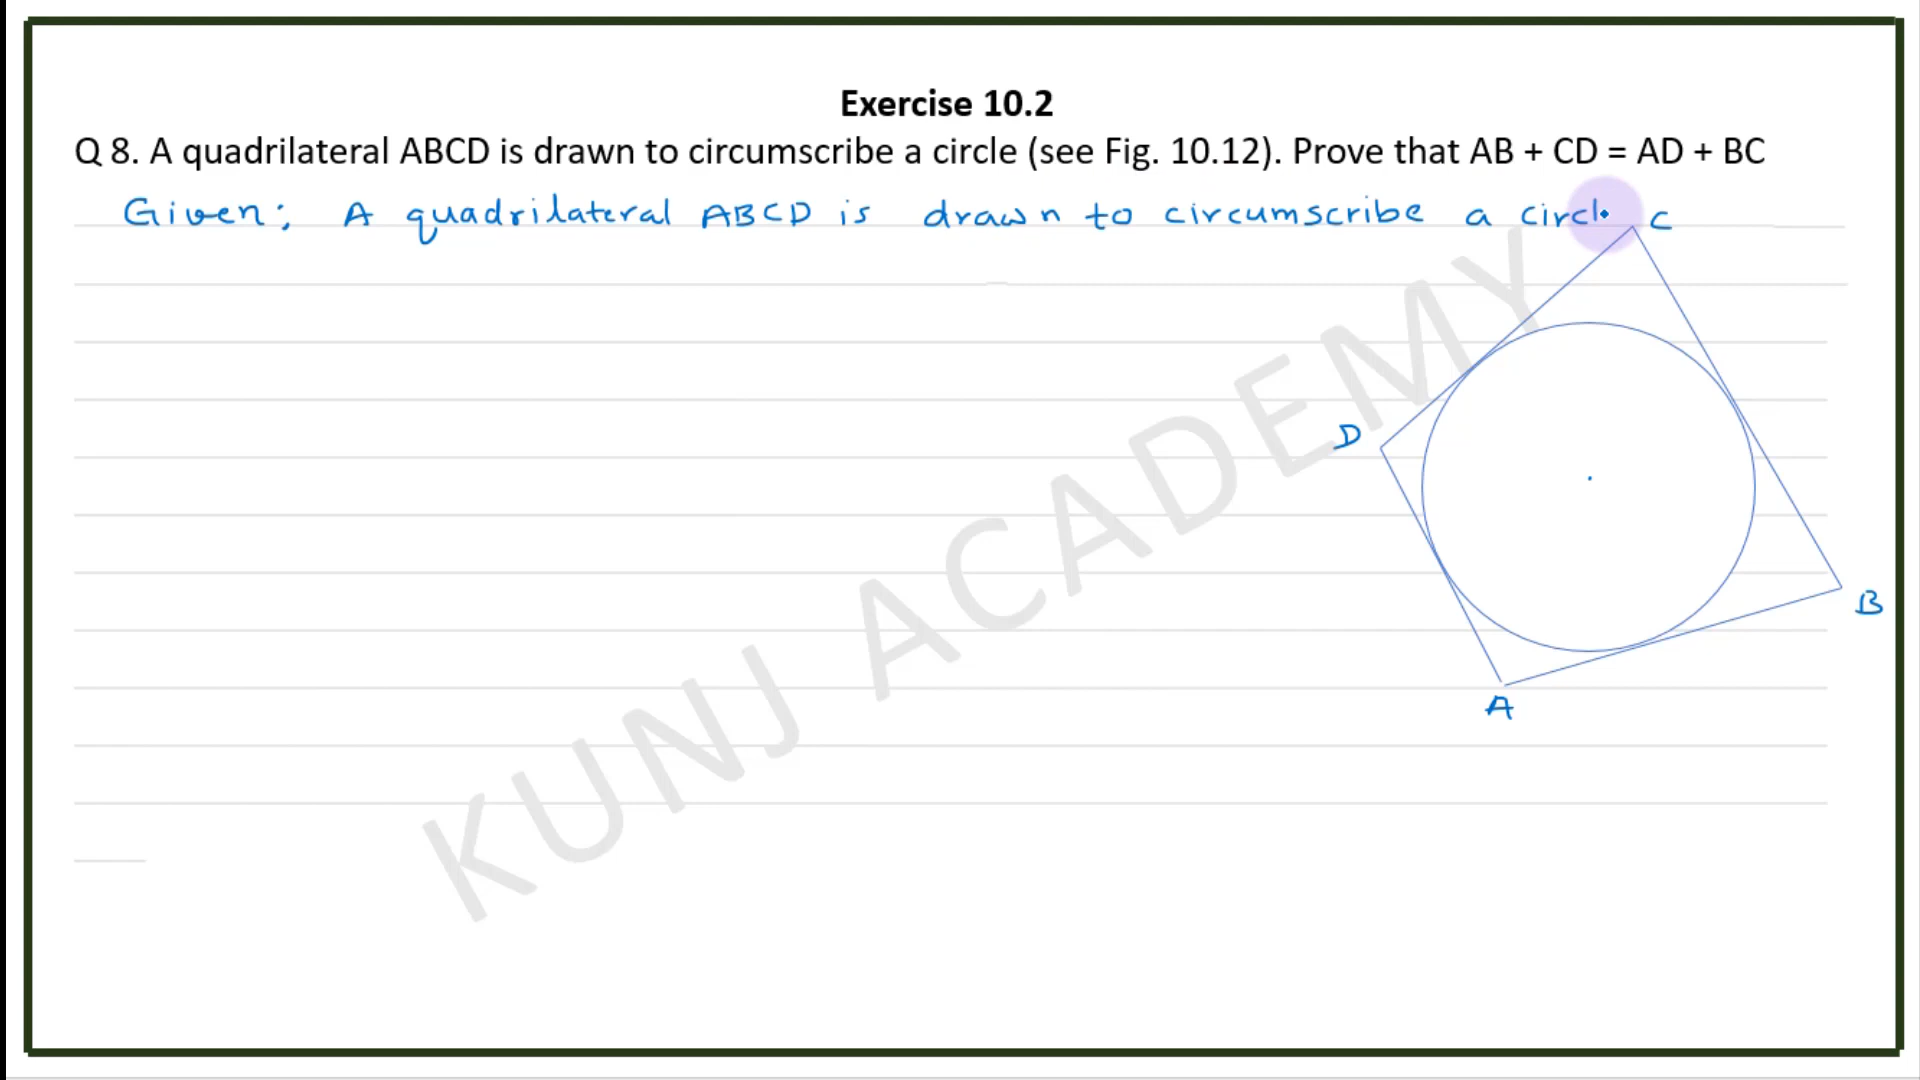 Exercise 10.2
Q 8. A quadrilateral ABCD is drawn to circumscribe a circle (see Fig. 10.12). Prove that AB + CD = AD + BC
Given: A quadrilateral ABCD is drawn to circumscribe a circl
C
D
B
A
KUNJ ACADEMY